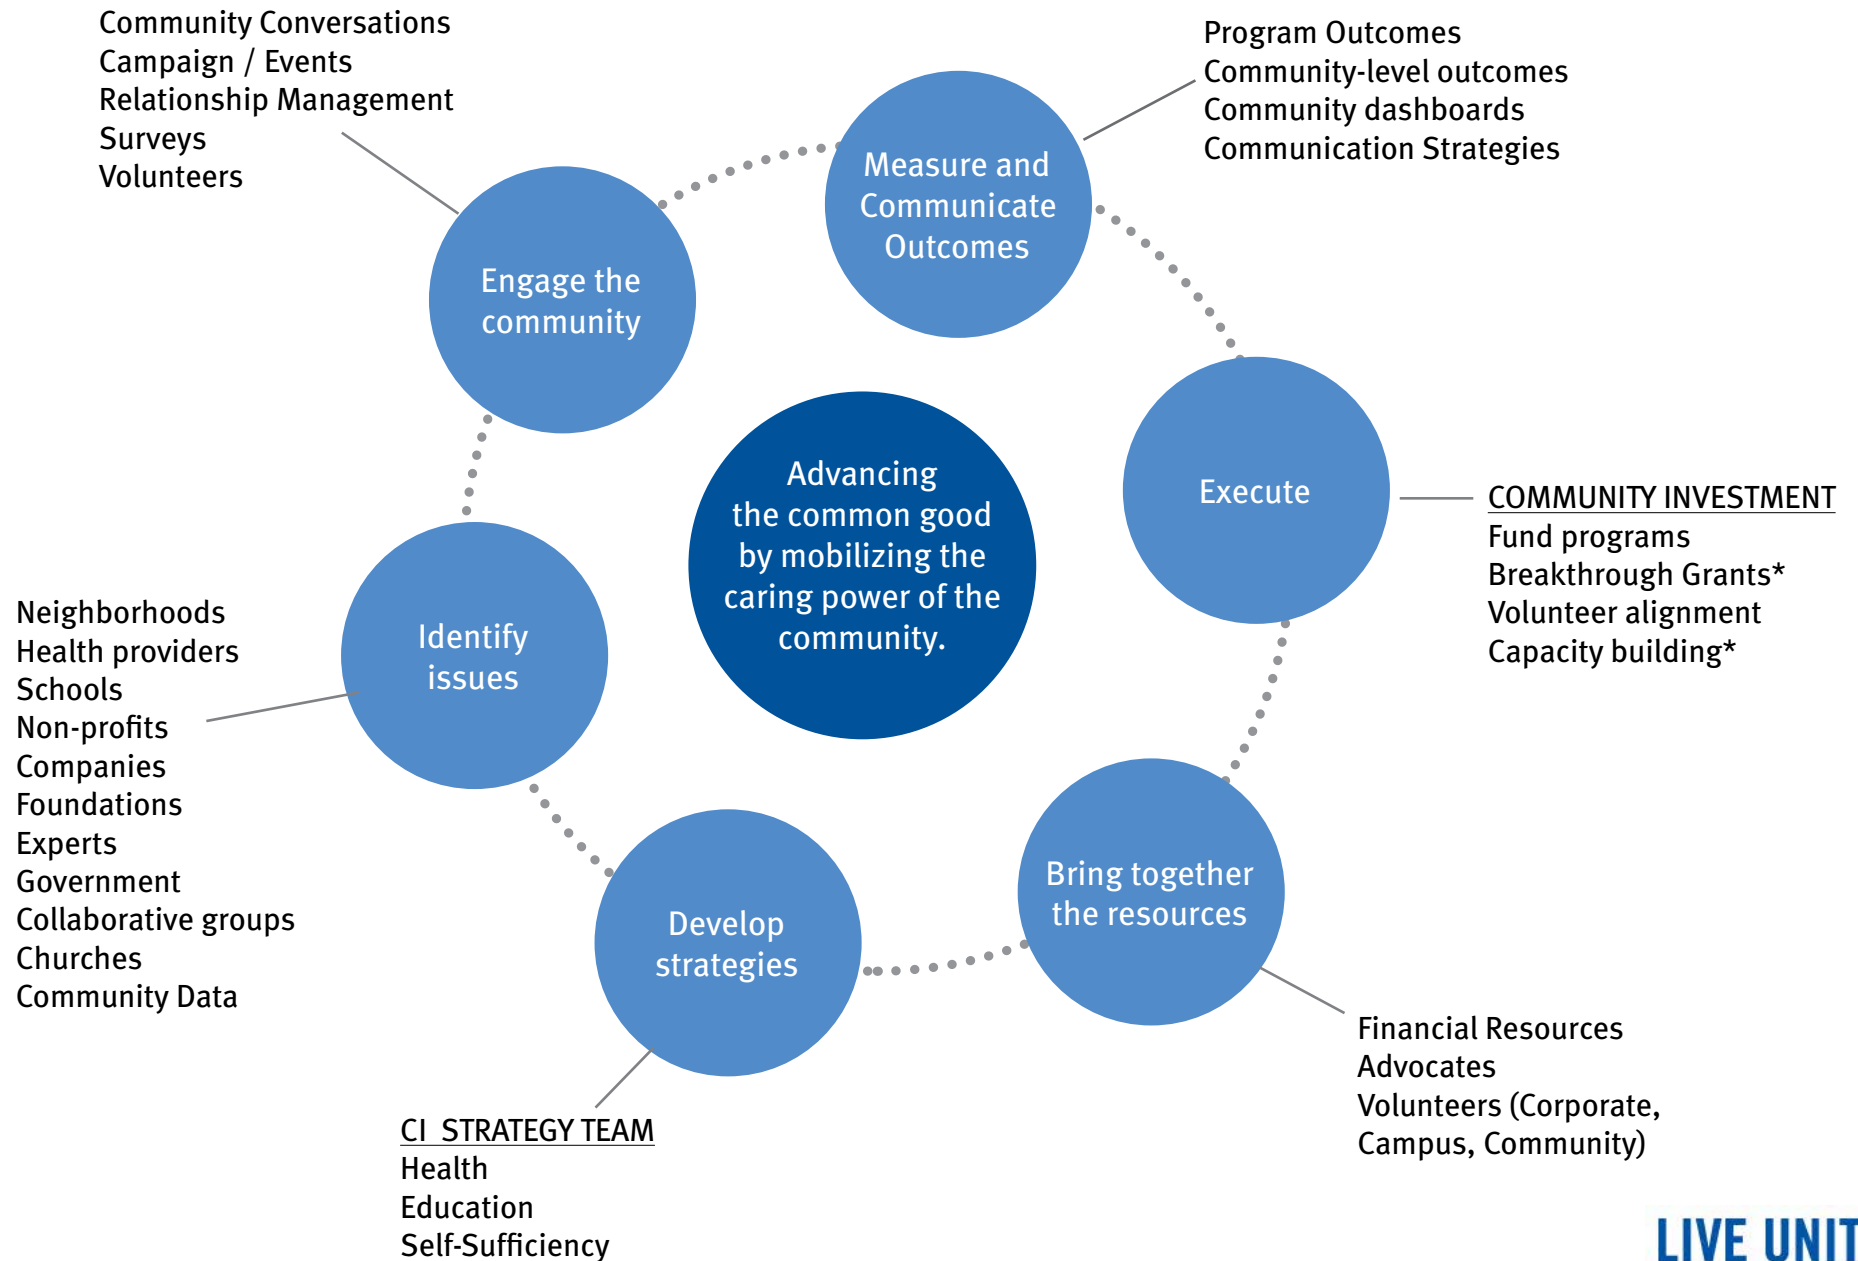 Community Conversations
Campaign / Events
Relationship Management
Surveys
Volunteers
Program Outcomes
Community-level outcomes
Community dashboards
Communication Strategies
Measure and
Communicate
Outcomes
Engage the
community
Advancing
the common good
by mobilizing the
caring power of the
community.
Execute
COMMUNITY INVESTMENT
Fund programs
Breakthrough Grants*
Volunteer alignment
Capacity building*
Neighborhoods
Health providers
Schools
Non-profits
Companies
Foundations
Experts
Government
Collaborative groups
Churches
Community Data
Identify
issues
Develop
strategies
Bring together
the resources
Financial Resources
Advocates
Volunteers (Corporate,
Campus, Community)
CI STRATEGY TEAM
Health
Education
Self-Sufficiency
LIVE UNIT